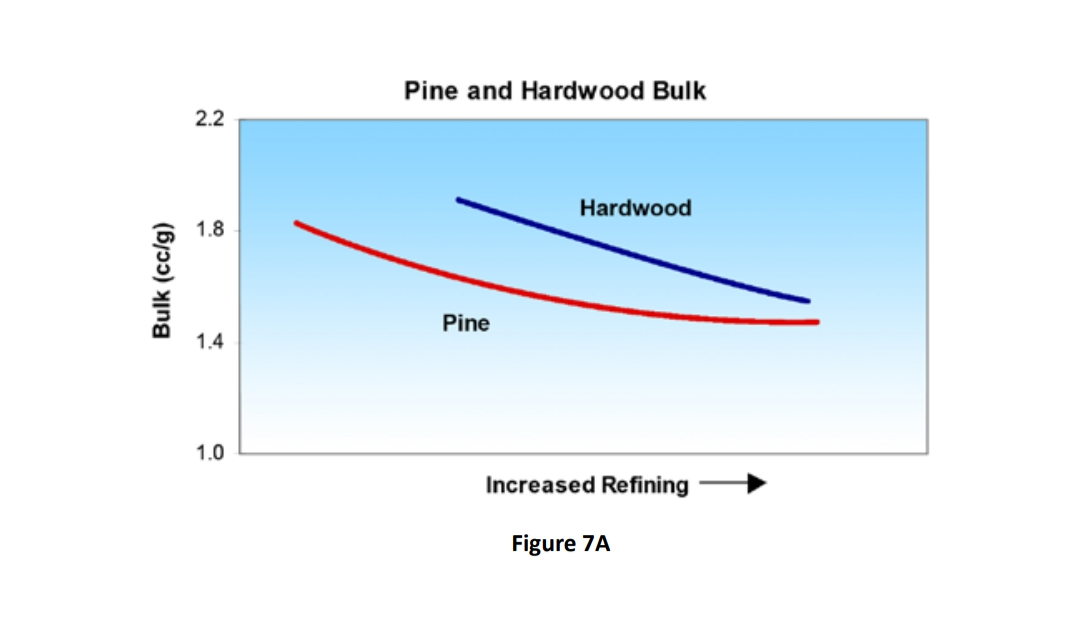 Pine and Hardwood Bulk
2.2
1.8
1.4
1.0
Bulk (cc/g)
Hardwood
Pine
Increased Refining
Figure 7A